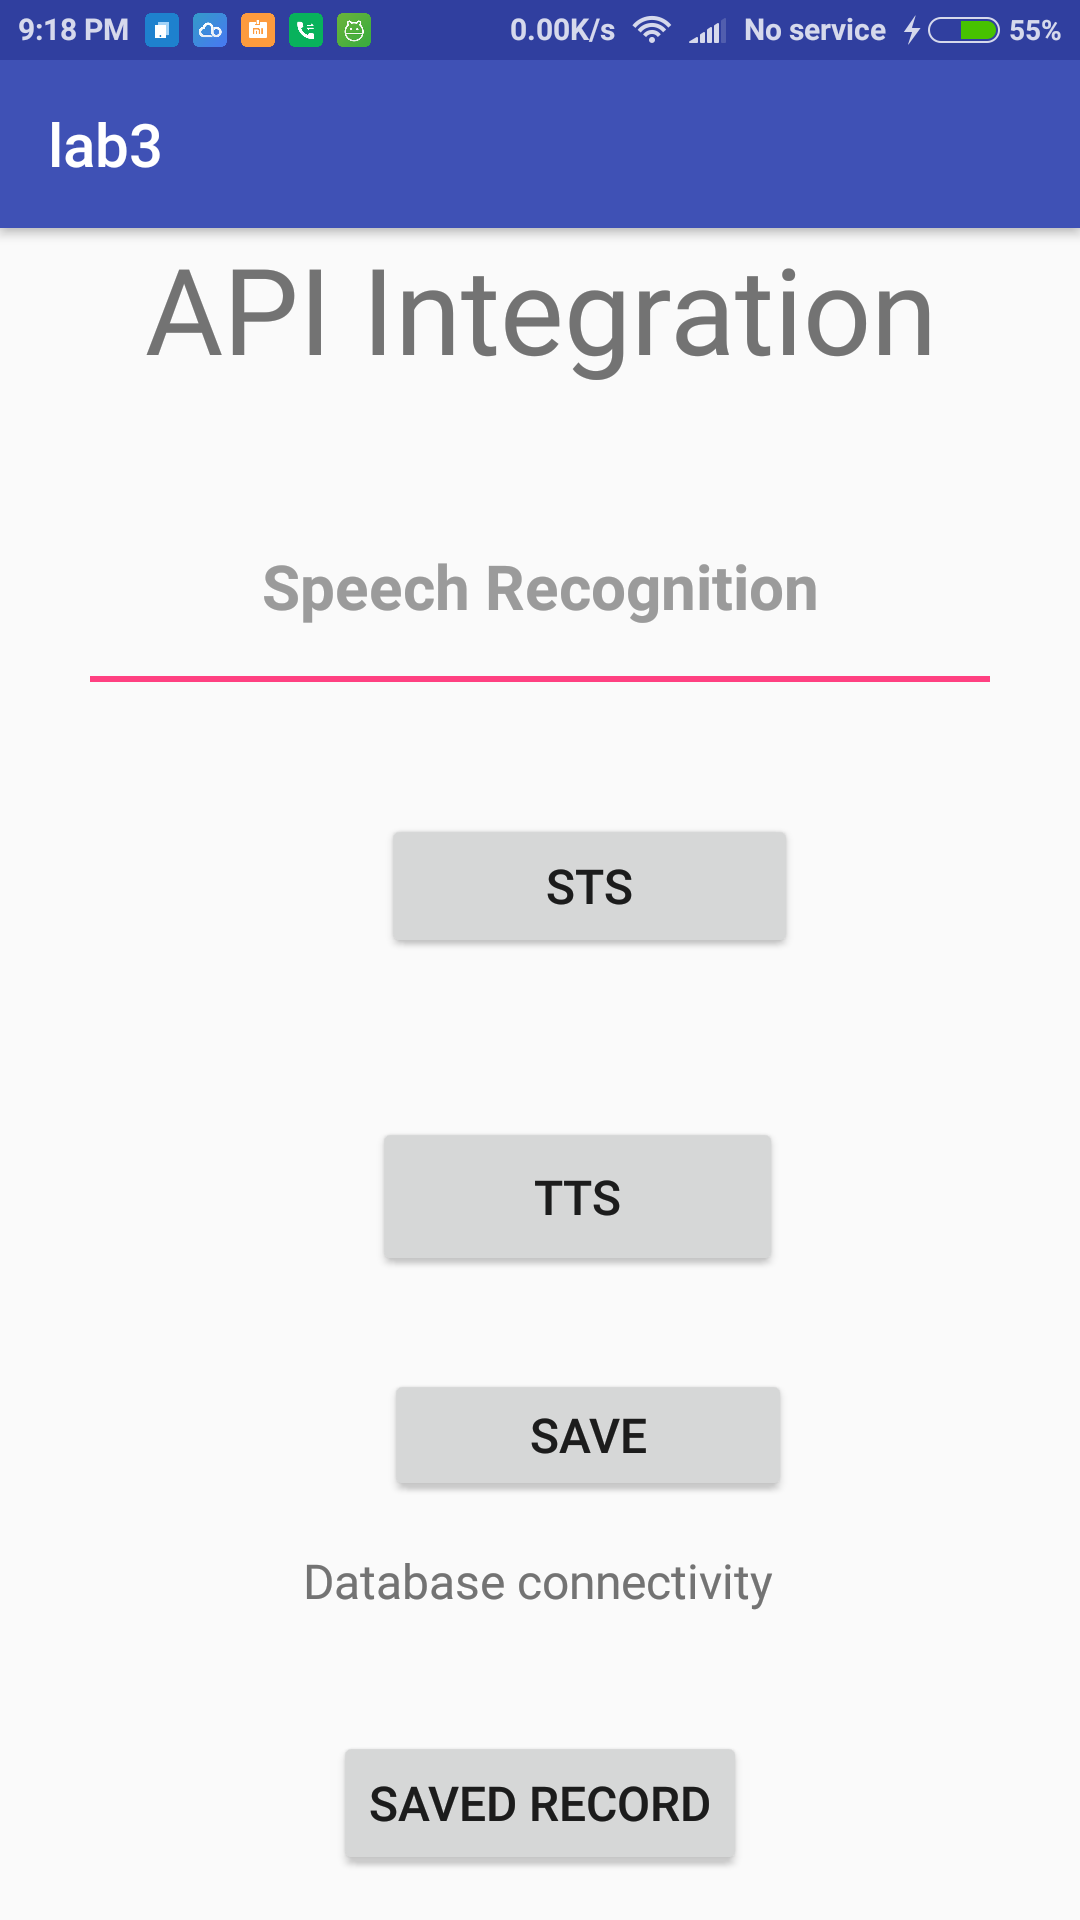 9:18 PM 0.00K/s No service 55%
lab3
API Integration
Speech Recognition
STS
TTS
SAVE
Database connectivity
SAVED RECORD